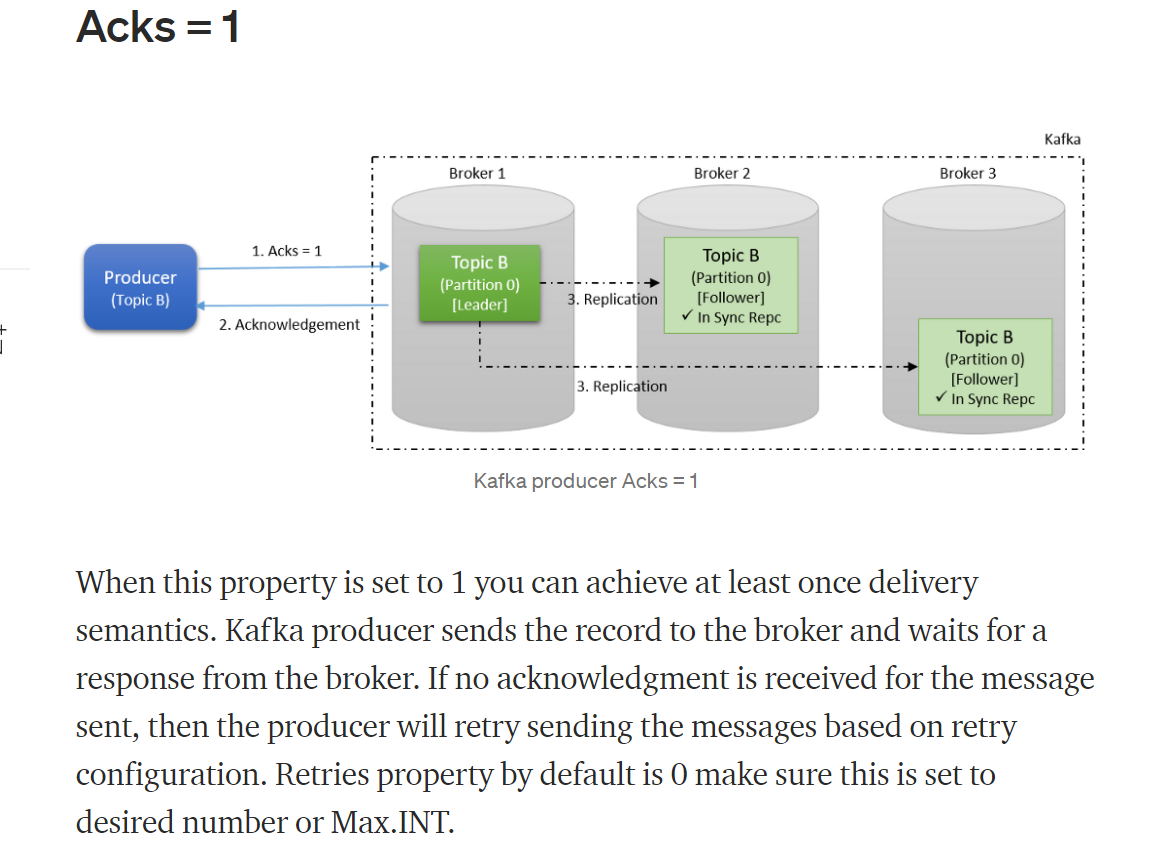 Acks = 1
Kafka
Broker 1
Broker 2
Broker 3
Producer
(Topic B)
1. Acks = 1
2. Acknowledgement
Topic B
(Partition 0)
[Leader]
3. Replication
3. Replication
Topic B
(Partition 0)
[Follower]
✓ In Sync Repc
Topic B
(Partition 0)
[Follower]
✓ In Sync Repc
Kafka producer Acks = 1
When this property is set to 1 you can achieve at least once delivery
semantics. Kafka producer sends the record to the broker and waits for a
response from the broker. If no acknowledgment is received for the message
sent, then the producer will retry sending the messages based on retry
configuration. Retries property by default is 0 make sure this is set to
desired number or Max.INT.